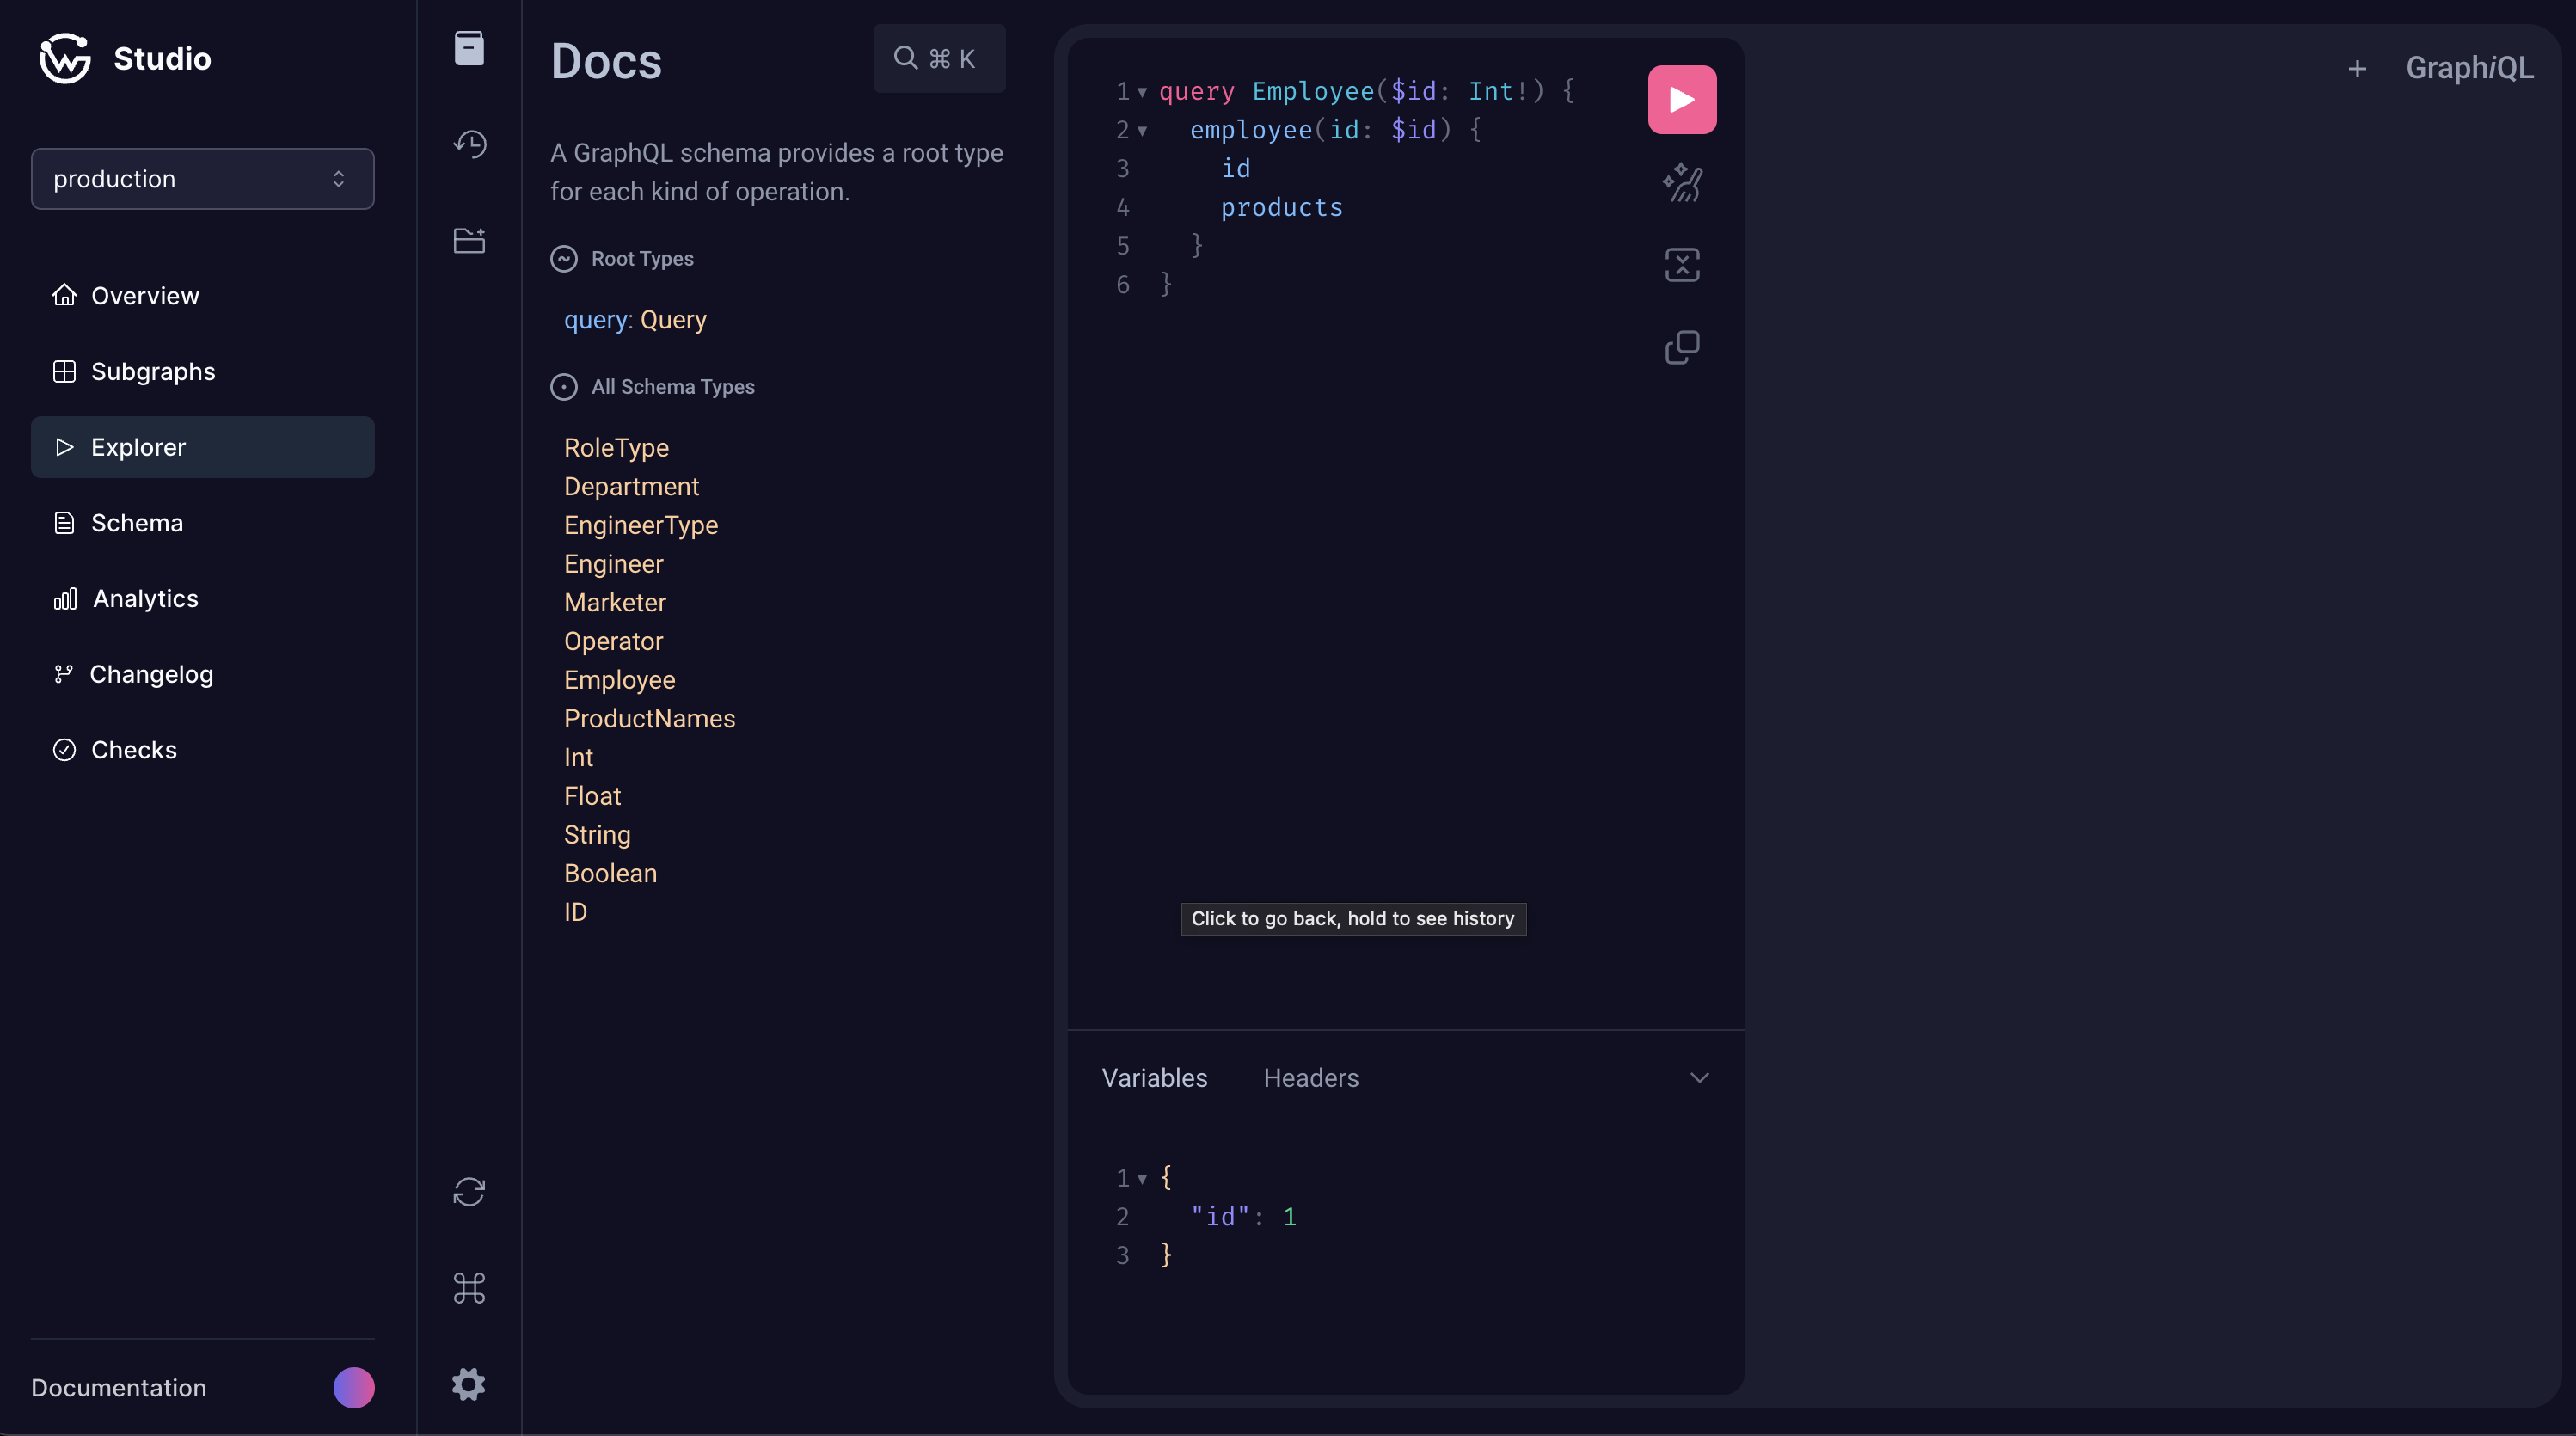 Studio
production
Overview
Subgraphs
Explorer
Schema
Analytics
Changelog
Checks
Documentation
Docs
⌘ K
A GraphQL schema provides a root type
for each kind of operation.
Root Types
query: Query
All Schema Types
RoleType
Department
EngineerType
Engineer
Marketer
Operator
Employee
ProductNames
Int
Float
String
Boolean
ID
1 query Employee($id: Int!) {
2 employee(id: $id) {
3 id
4 products
5 }
6 }
Click to go back, hold to see history
Variables Headers
1 {
2 "id": 1
3 }
+ GraphiQL